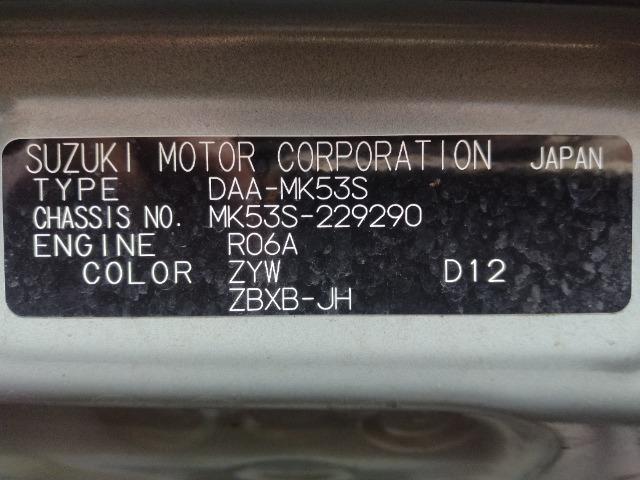 SUZUKI MOTOR CORPORATION JAPAN
TYPE DAA-MK53S
CHASSIS NO. MK53S-229290
ENGINE R06A
COLOR ZYW D12
ZBXB-JH